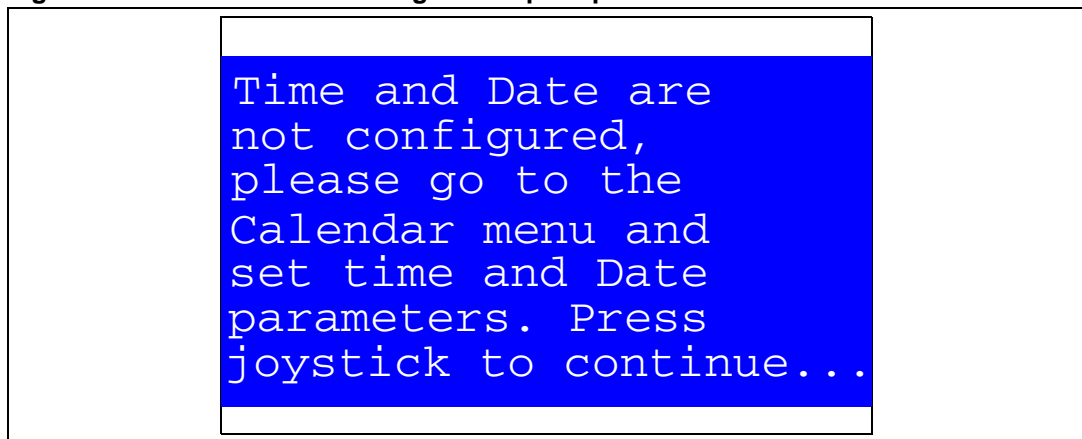 Time and Date are
not configured,
please go to the
Calendar menu and
set time and Date
parameters. Press
joystick to continue...